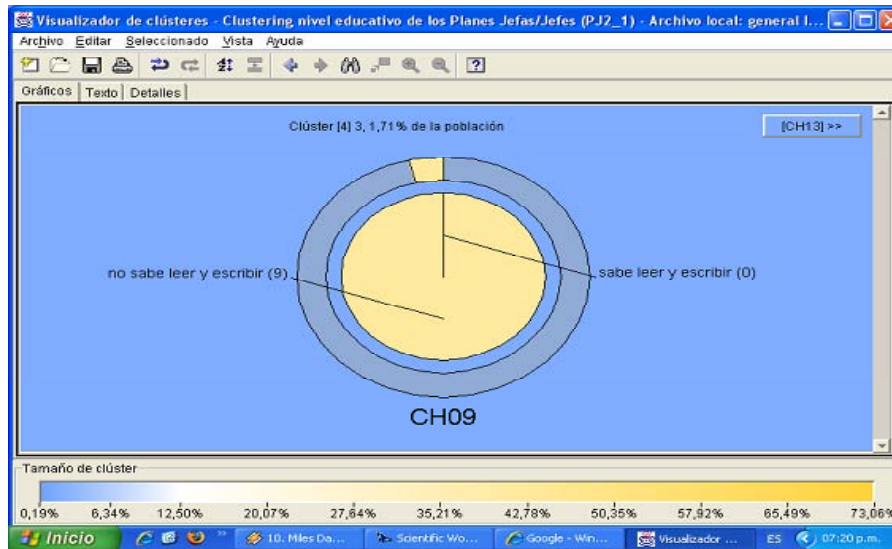 Visualizador de clústeres - Clustering nivel educativo de los Planes Jefas/Jefes (PJ2_1) - Archivo local: general l...
Archivo Editar Seleccionado Vista Ayuda
Gráficos Texto Detalles
Clúster [4] 3, 1,71% de la población
[CH13] >>
no sabe leer y escribir (9)
sabe leer y escribir (0)
CH09
Tamaño de clúster
0,19% 6,34% 12,50% 20,07% 27,64% 35,21% 42,78% 50,35% 57,92% 65,49% 73,06%
Inicio 10. Miles Da... Scientific Wo... Google - Win... Visualizador ... ES 07:20 p.m.